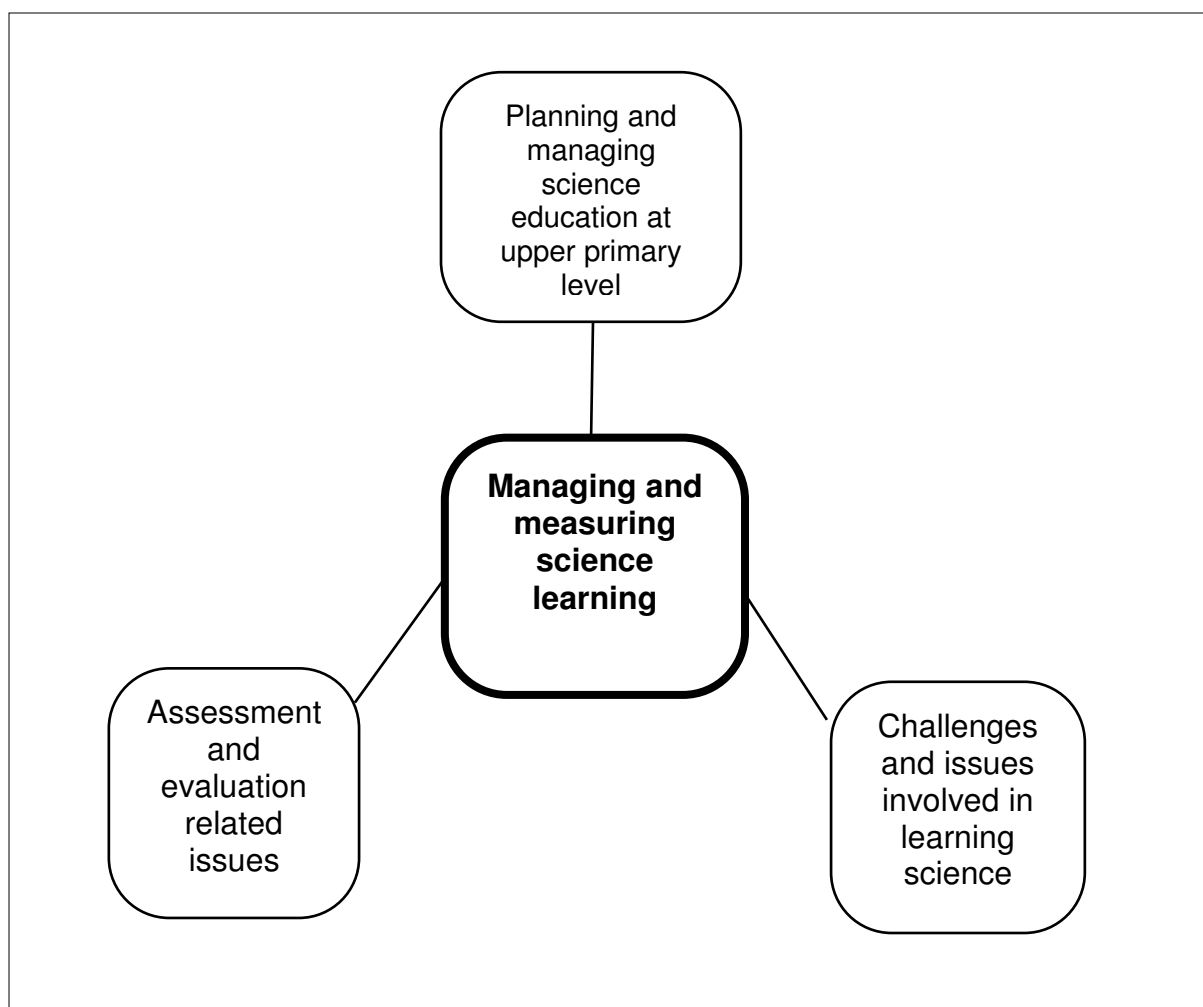 Planning and
managing
science
education at
upper primary
level
Managing and
measuring
science
learning
Assessment
and
evaluation
related
issues
Challenges
and issues
involved in
learning
science